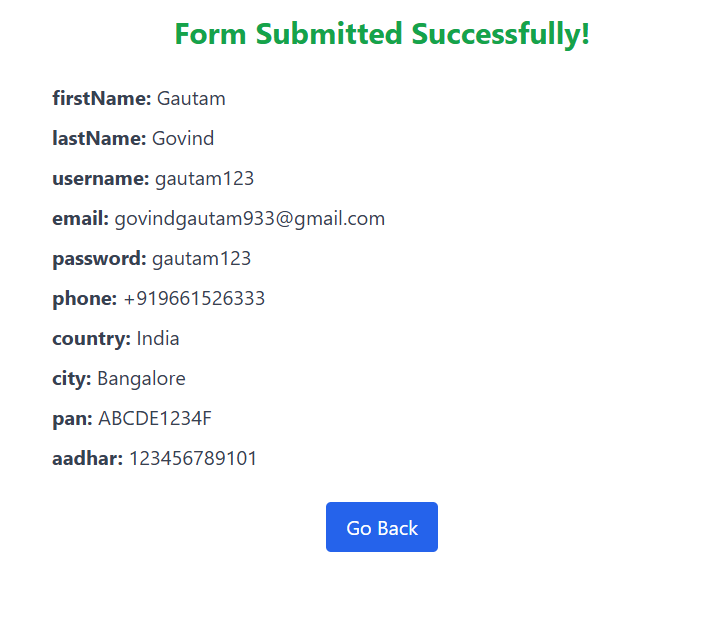 Form Submitted Successfully!
firstName: Gautam
lastName: Govind
username: gautam123
email: govindgautam933@gmail.com
password: gautam123
phone: +919661526333
country: India
city: Bangalore
pan: ABCDE1234F
aadhar: 123456789101
Go Back